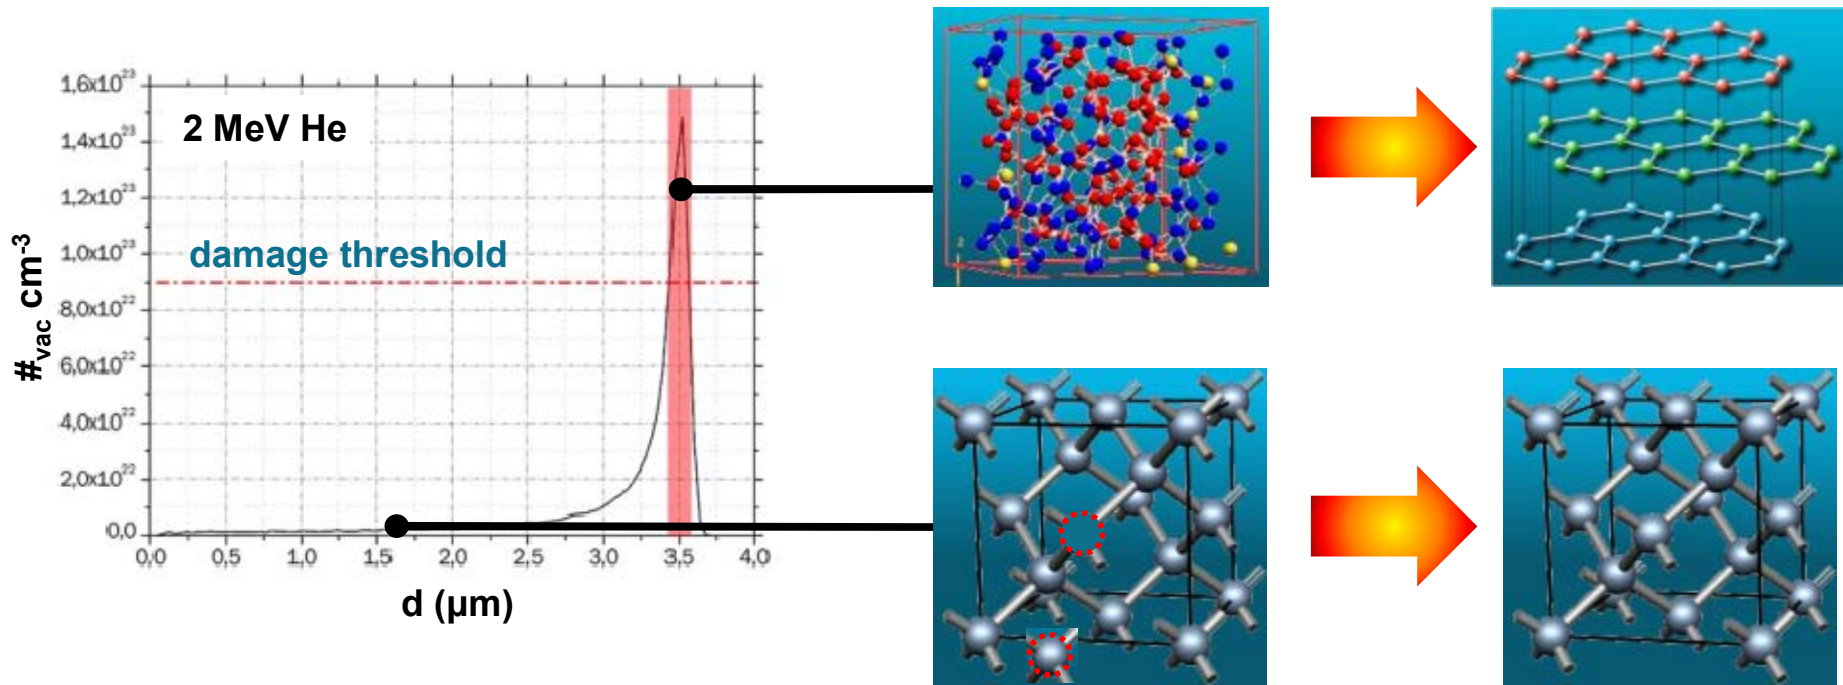 1,6x10²³
1,4x10²³
1,2x10²³
1,0x10²³
8,0x10²²
6,0x10²²
4,0x10²²
2,0x10²²
0,0
#vac cm-3
2 MeV He
damage threshold
0,0 0,5 1,0 1,5 2,0 2,5 3,0 3,5 4,0
d (µm)
z